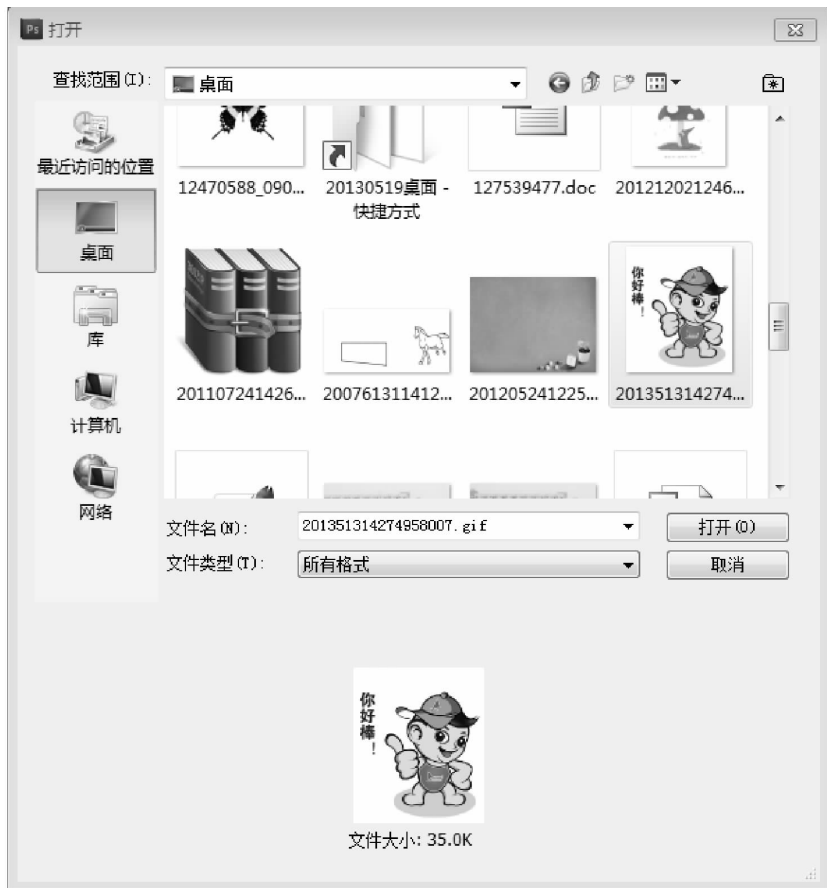 Ps 打开
查找范围(I):
桌面
最近访问的位置
桌面
库
计算机
网络
12470588_090...
20130519桌面 -
快捷方式
127539477.doc
201212021246...
你好棒！
201107241426...
200761311412...
201205241225...
201351314274...
文件名(N):
201351314274958007.gif
打开(O)
文件类型(T):
所有格式
取消
你好棒！
文件大小: 35.0K